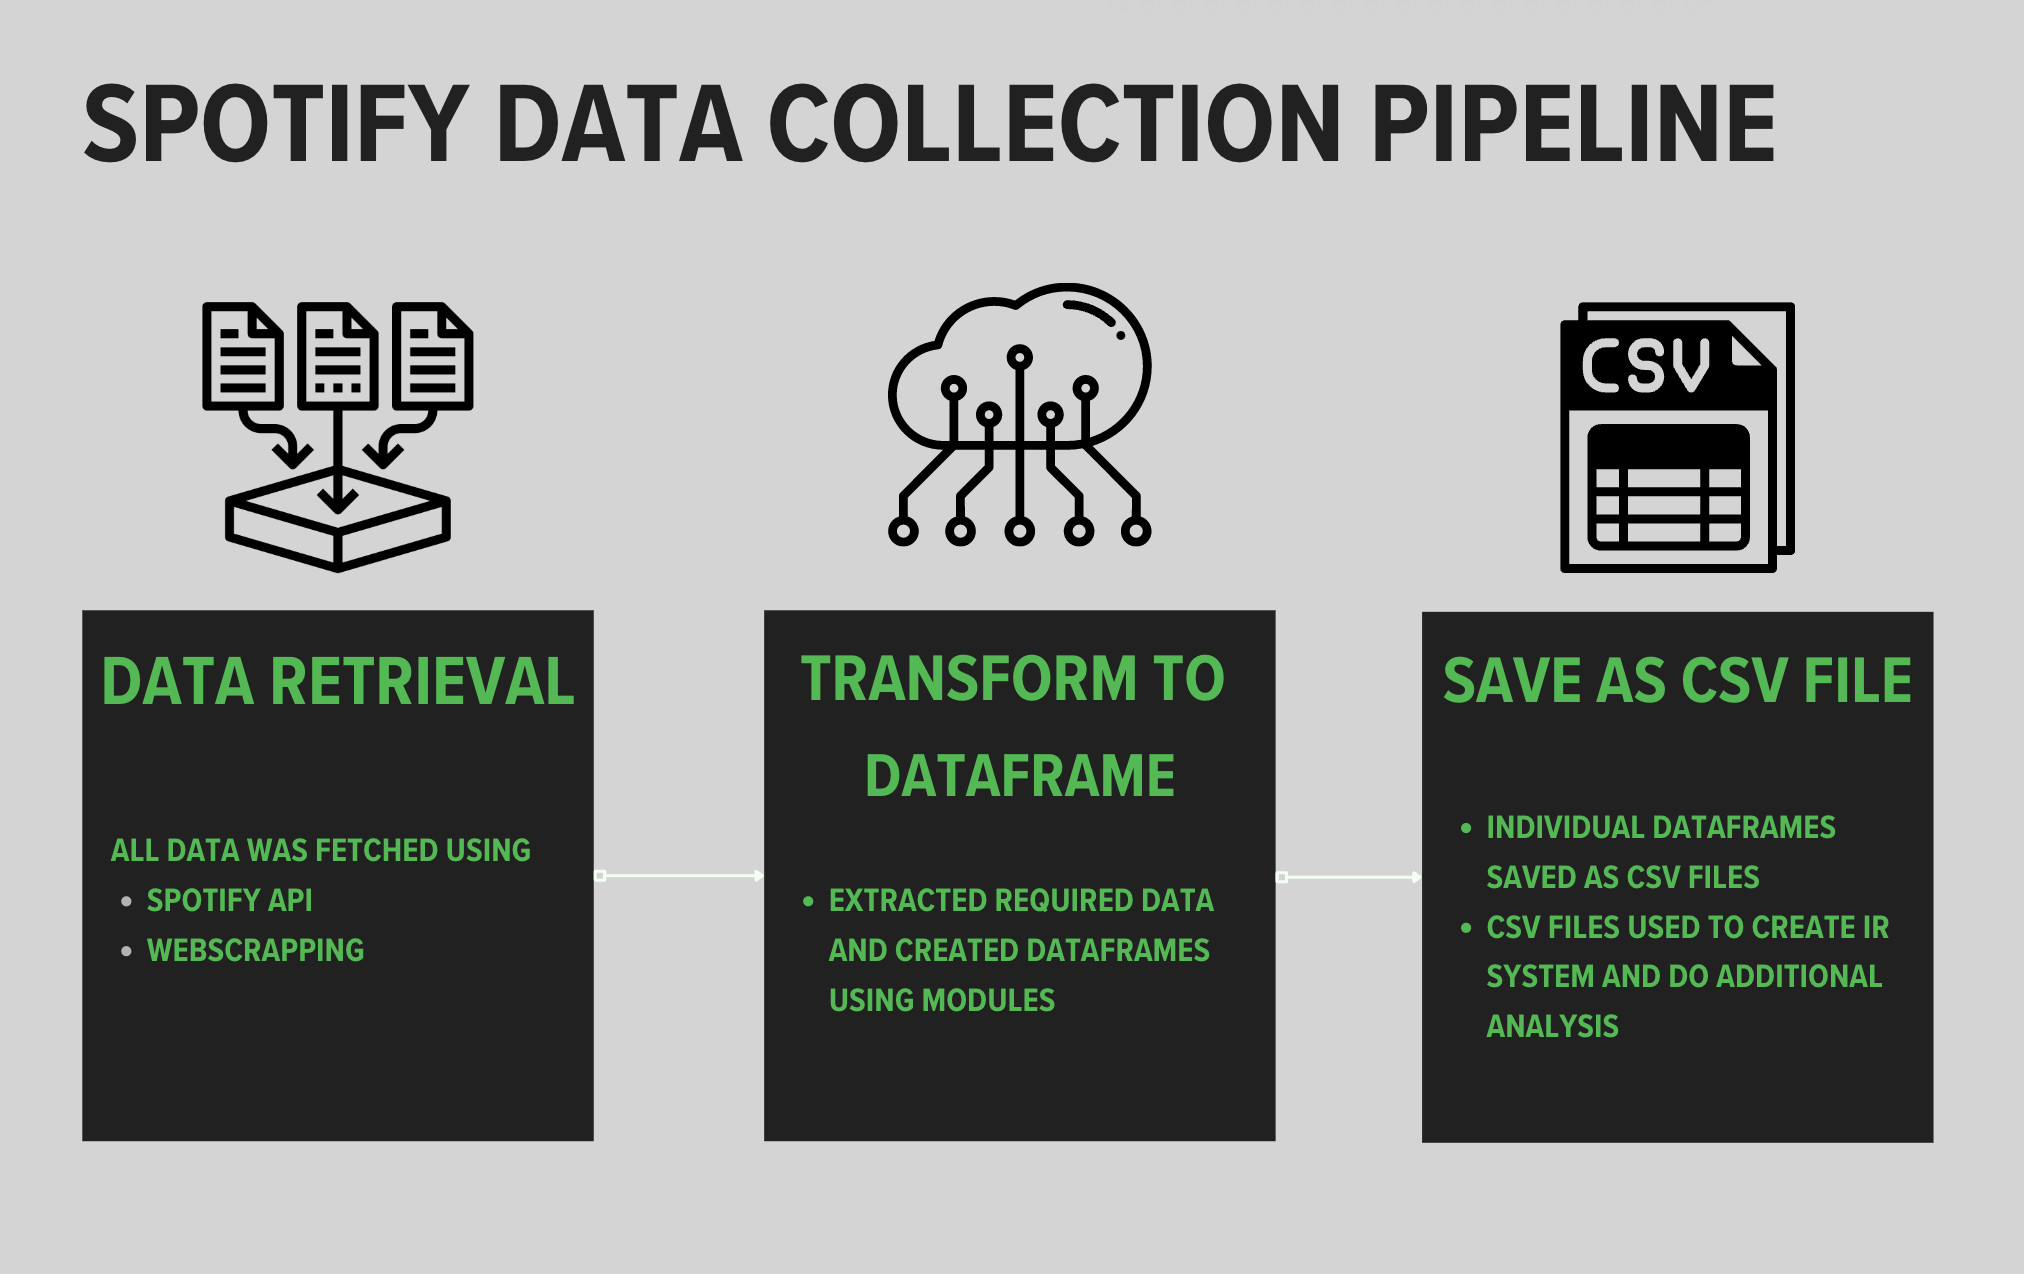 SPOTIFY DATA COLLECTION PIPELINE
CSV
DATA RETRIEVAL
ALL DATA WAS FETCHED USING
• SPOTIFY API
• WEBSCRAPPING
TRANSFORM TO
DATAFRAME
• EXTRACTED REQUIRED DATA
AND CREATED DATAFRAMES
USING MODULES
SAVE AS CSV FILE
• INDIVIDUAL DATAFRAMES
SAVED AS CSV FILES
• CSV FILES USED TO CREATE IR
SYSTEM AND DO ADDITIONAL
ANALYSIS